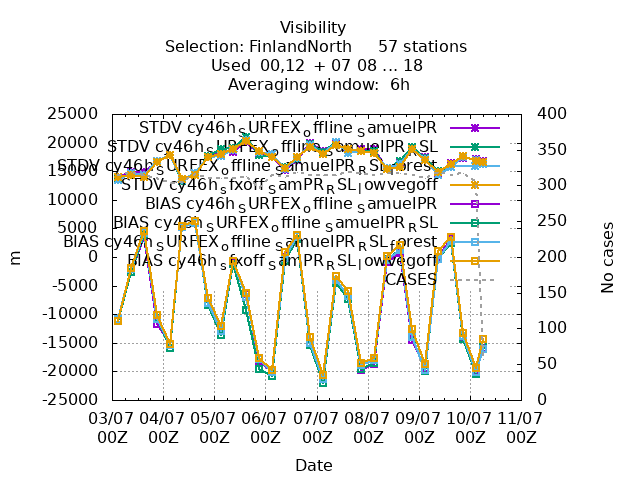 Visibility
Selection: FinlandNorth 57 stations
Used 00,12 + 07 08 ... 18
Averaging window: 6h
25000
20000
15000
10000
5000
0
-5000
-10000
-15000
-20000
-25000
m
400
350
300
250
200
150
100
50
0
No cases
STDV cy46h_SURFEX_offline_samuelPR
STDV cy46h_SURFEX_offline_samuelPR_RSL
STDV cy46h_SURFEX_offline_samuelPR_RSL_forest
STDV cy46h_sfxoff_samPR_RSL_lowvegoff
BIAS cy46h_SURFEX_offline_samuelPR
BIAS cy46h_SURFEX_offline_samuelPR_RSL
BIAS cy46h_SURFEX_offline_samuelPR_RSL_forest
BIAS cy46h_sfxoff_samPR_RSL_lowvegoff
CASES
03/07 04/07 05/07 06/07 07/07 08/07 09/07 10/07 11/07
00Z 00Z 00Z 00Z 00Z 00Z 00Z 00Z 00Z
Date